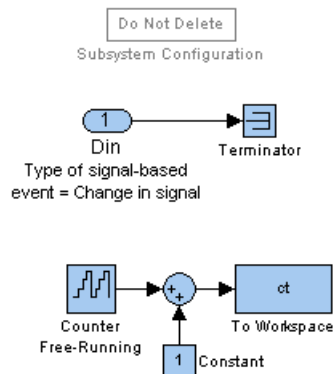 Do Not Delete
Subsystem Configuration
1
Din
Terminator
Type of signal-based
event = Change in signal
+
+
ct
Counter
Free-Running
To Workspace
1
Constant